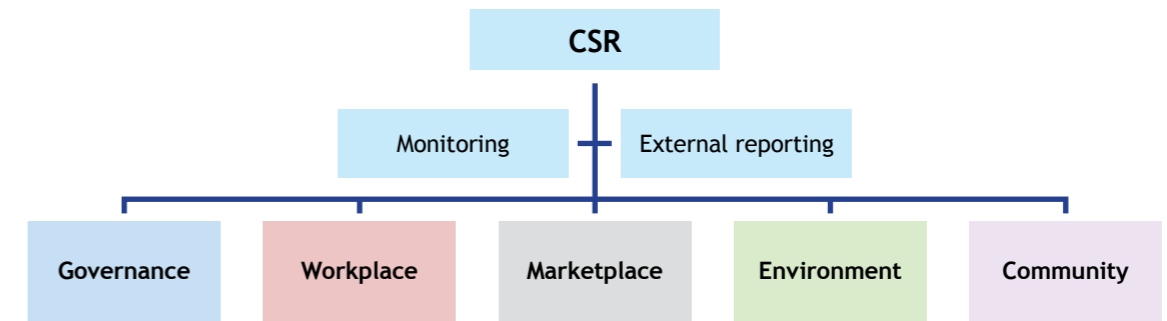 CSR
Monitoring
External reporting
Governance
Workplace
Marketplace
Environment
Community